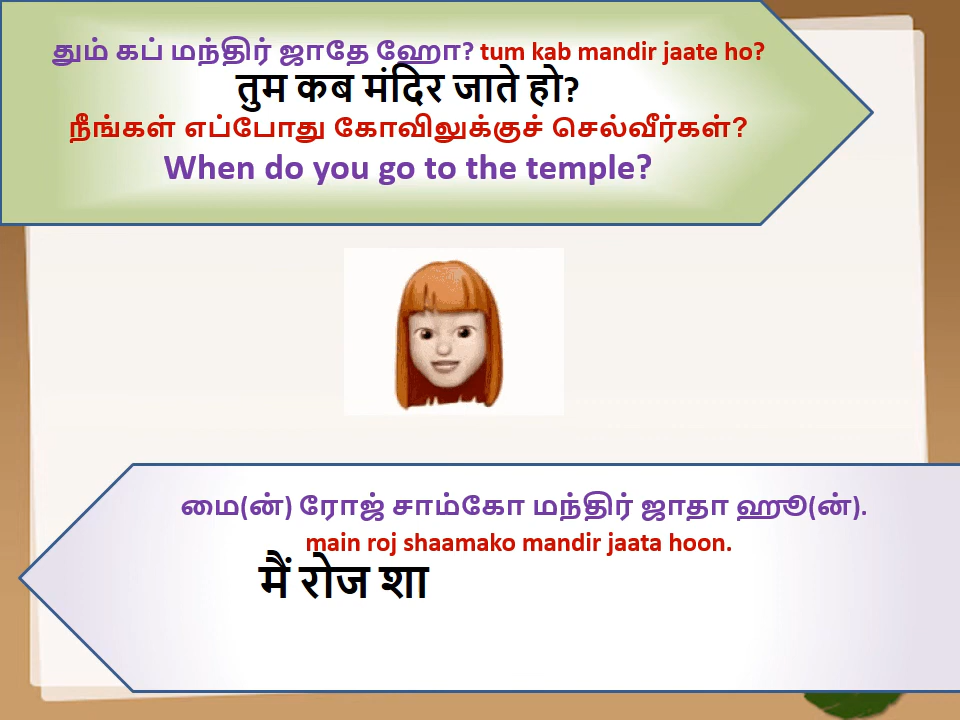 தும் கப் மந்திர் ஜாதே ஹோ? tum kab mandir jaate ho?
तुम कब मंदिर जाते हो?
நீங்கள் எப்போது கோவிலுக்குச் செல்வீர்கள்?
When do you go to the temple?
மை(ன்) ரோஜ் சாம்கோ மந்திர் ஜாதா ஹூ(ன்).
main roj shaamako mandir jaata hoon.
मैं रोज शा